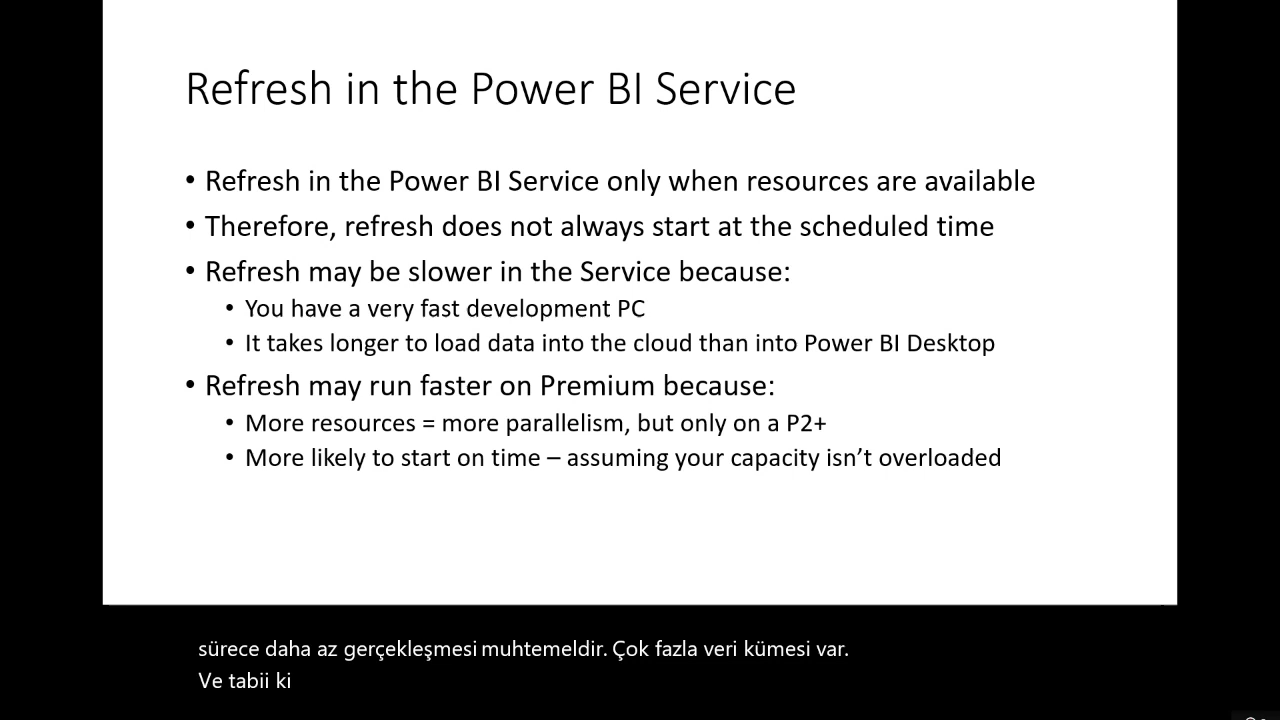 Refresh in the Power BI Service
• Refresh in the Power BI Service only when resources are available
• Therefore, refresh does not always start at the scheduled time
• Refresh may be slower in the Service because:
• You have a very fast development PC
• It takes longer to load data into the cloud than into Power BI Desktop
• Refresh may run faster on Premium because:
• More resources = more parallelism, but only on a P2+
• More likely to start on time – assuming your capacity isn’t overloaded
sürece daha az gerçekleşmesi muhtemeldir. Çok fazla veri kümesi var.
Ve tabii ki